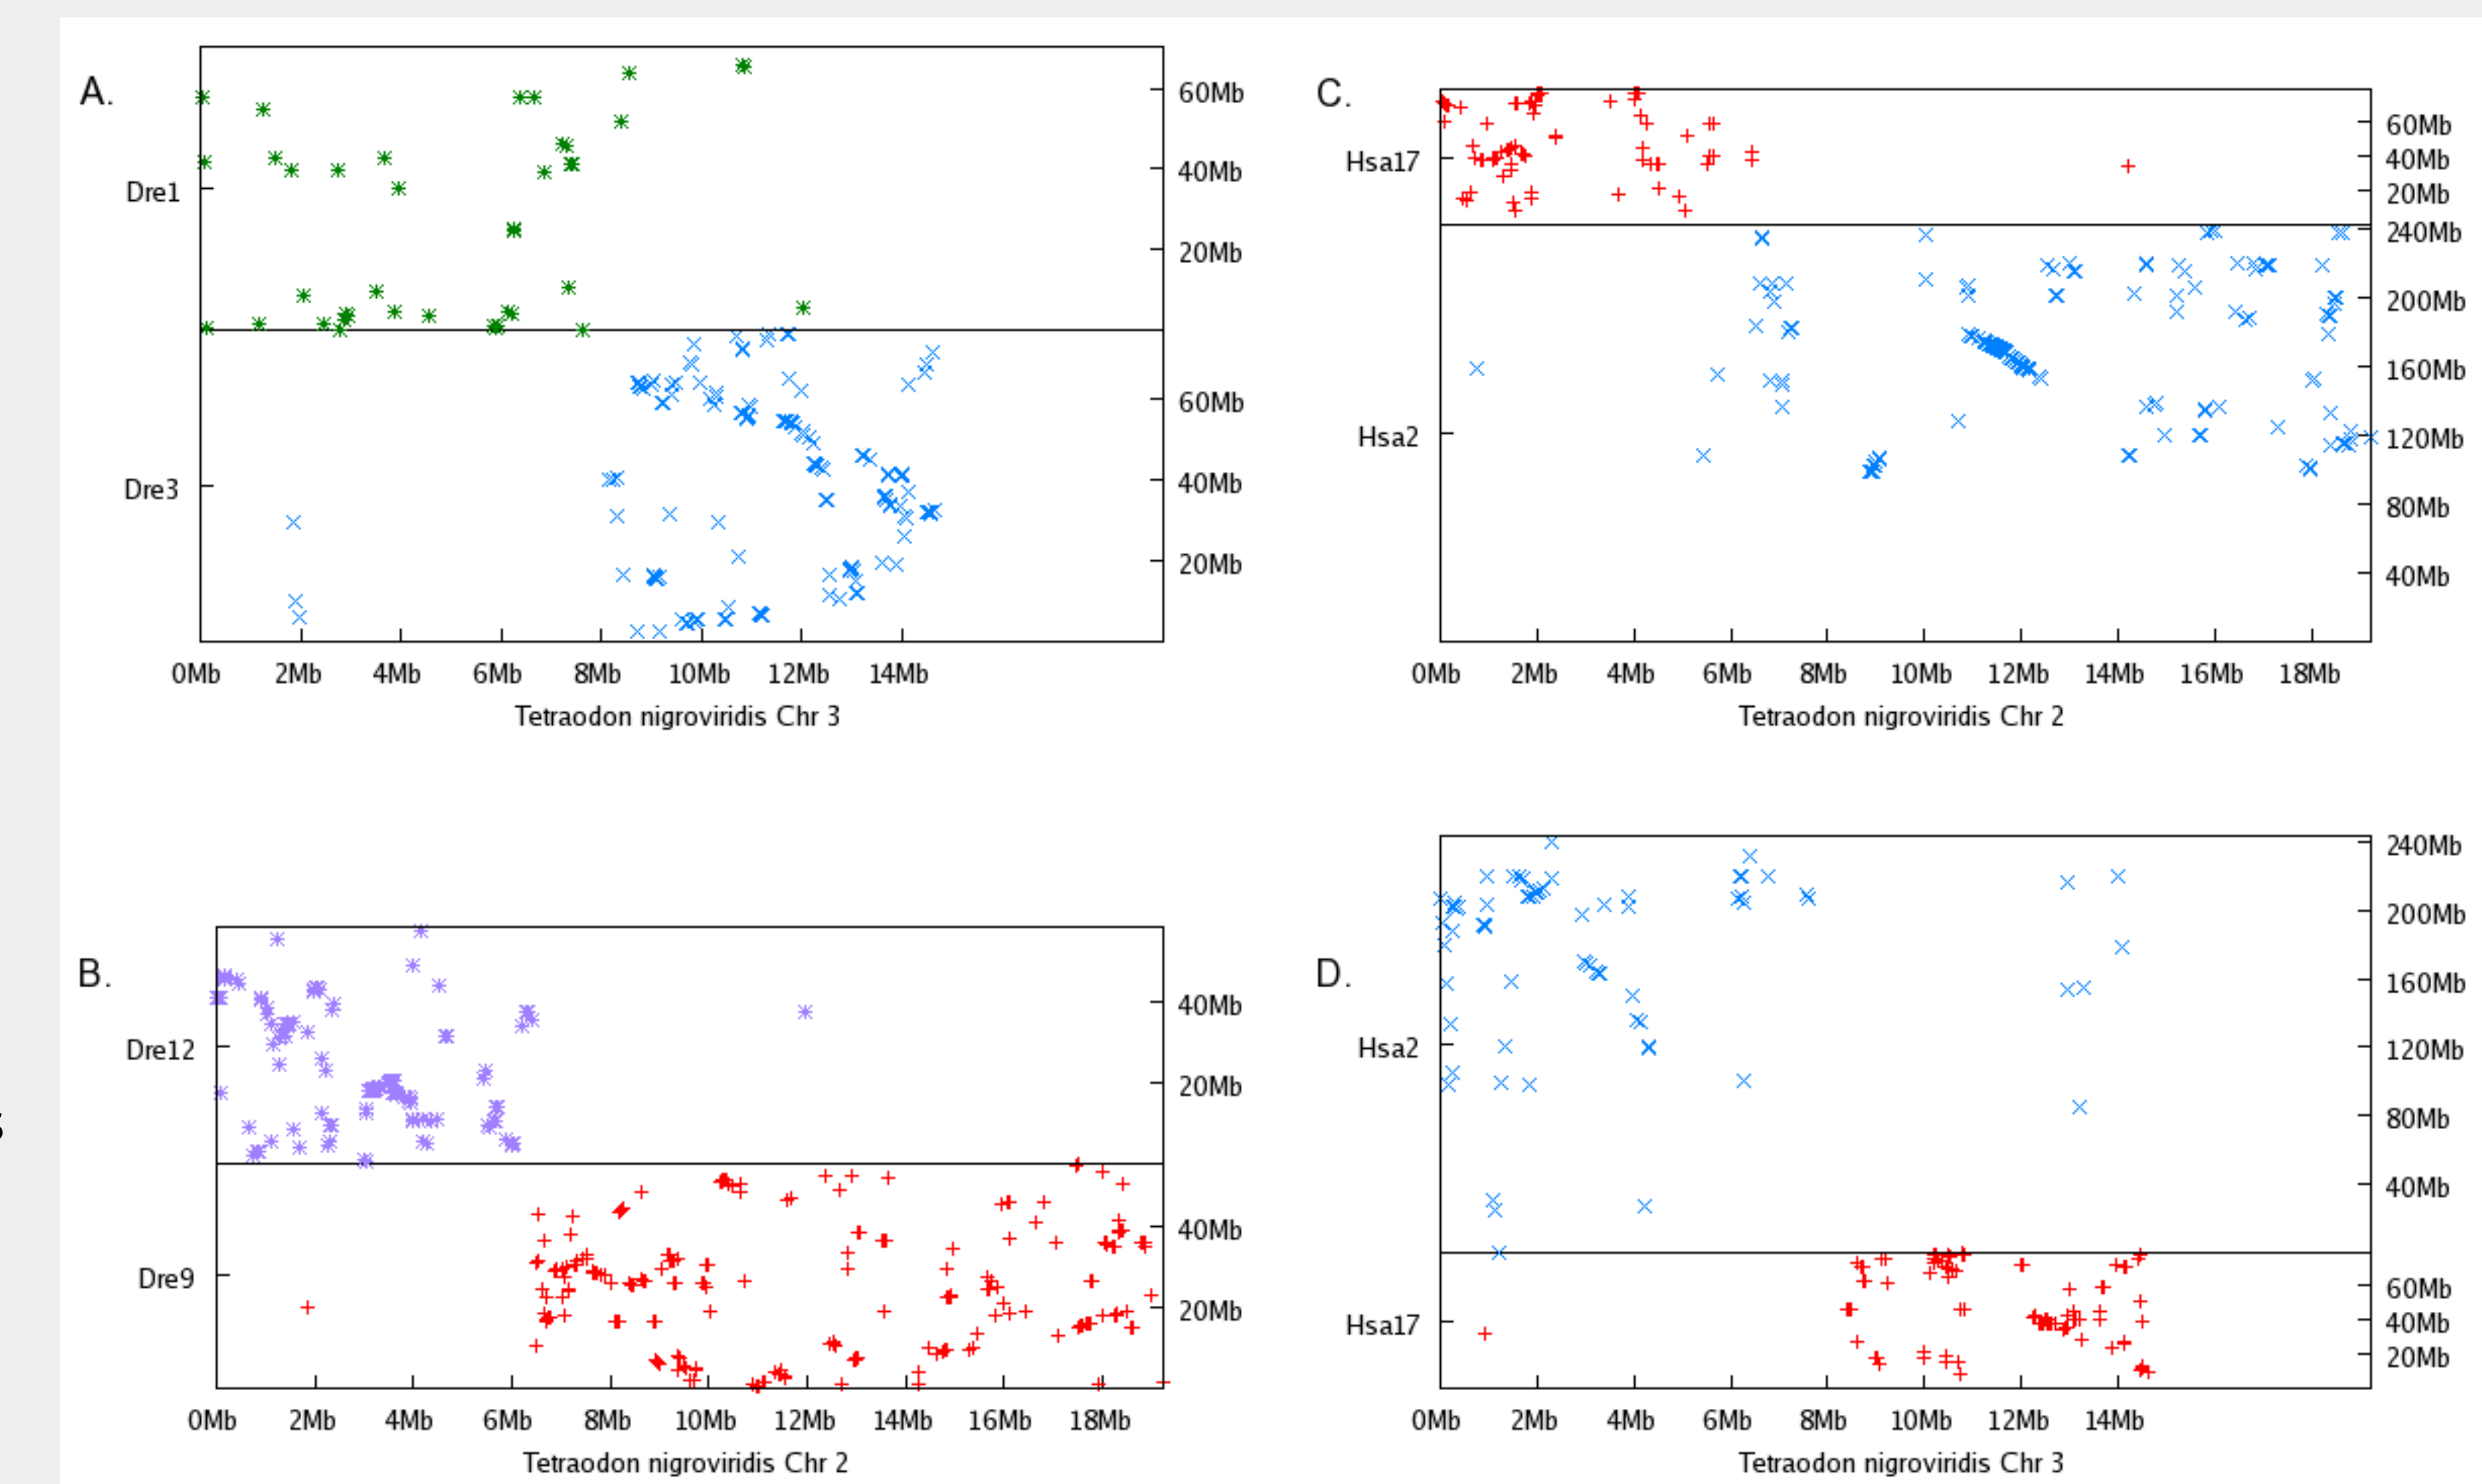 A.
60Mb
40Mb
Dre1
20Mb
60Mb
40Mb
Dre3
20Mb
0Mb 2Mb 4Mb 6Mb 8Mb 10Mb 12Mb 14Mb
Tetraodon nigroviridis Chr 3
C.
60Mb
Hsa17 40Mb
20Mb
240Mb
200Mb
160Mb
Hsa2 120Mb
80Mb
40Mb
0Mb 2Mb 4Mb 6Mb 8Mb 10Mb 12Mb 14Mb 16Mb 18Mb
Tetraodon nigroviridis Chr 2
B.
40Mb
Dre12
20Mb
40Mb
Dre9
20Mb
0Mb 2Mb 4Mb 6Mb 8Mb 10Mb 12Mb 14Mb 16Mb 18Mb
Tetraodon nigroviridis Chr 2
240Mb
200Mb
D. 160Mb
Hsa2 120Mb
80Mb
40Mb
60Mb
Hsa17 40Mb
20Mb
0Mb 2Mb 4Mb 6Mb 8Mb 10Mb 12Mb 14Mb
Tetraodon nigroviridis Chr 3